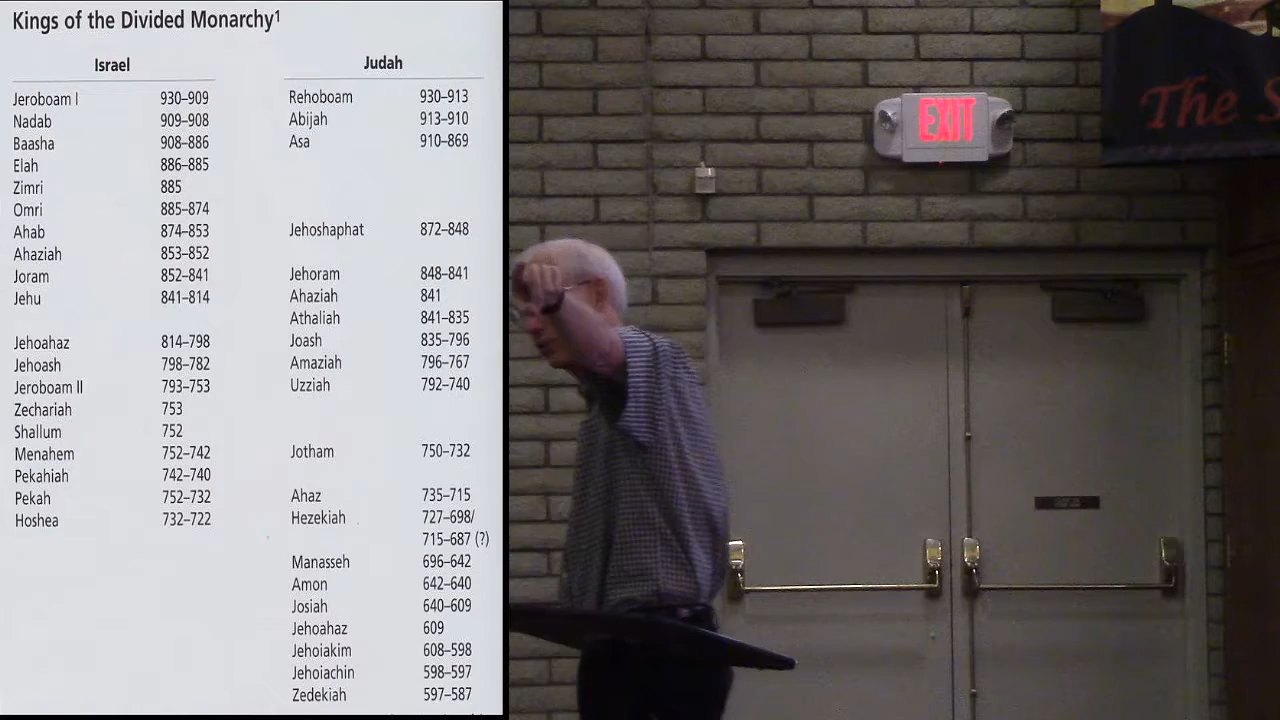 Kings of the Divided Monarchy¹
Israel
Jeroboam I 930–909
Nadab 909–908
Baasha 908–886
Elah 886–885
Zimri 885
Omri 885–874
Ahab 874–853
Ahaziah 853–852
Joram 852–841
Jehu 841–814
Jehoahaz 814–798
Jehoash 798–782
Jeroboam II 793–753
Zechariah 753
Shallum 752
Menahem 752–742
Pekahiah 742–740
Pekah 752–732
Hoshea 732–722
Judah
Rehoboam 930–913
Abijah 913–910
Asa 910–869
Jehoshaphat 872–848
Jehoram 848–841
Ahaziah 841
Athaliah 841–835
Joash 835–796
Amaziah 796–767
Uzziah 792–740
Jotham 750–732
Ahaz 735–715
Hezekiah 727–698/
715–687 (?)
Manasseh 696–642
Amon 642–640
Josiah 640–609
Jehoahaz 609
Jehoiakim 608–598
Jehoiachin 598–597
Zedekiah 597–587
EXIT
The S